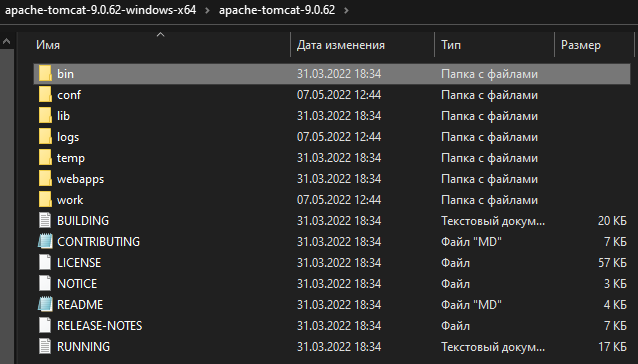 apache-tomcat-9.0.62-windows-x64 > apache-tomcat-9.0.62 >
Имя Дата изменения Тип Размер
bin 31.03.2022 18:34 Папка с файлами
conf 07.05.2022 12:44 Папка с файлами
lib 31.03.2022 18:34 Папка с файлами
logs 07.05.2022 12:44 Папка с файлами
temp 31.03.2022 18:34 Папка с файлами
webapps 31.03.2022 18:34 Папка с файлами
work 07.05.2022 12:44 Папка с файлами
BUILDING 31.03.2022 18:34 Текстовый докум... 20 КБ
CONTRIBUTING 31.03.2022 18:34 Файл "MD" 7 КБ
LICENSE 31.03.2022 18:34 Файл 57 КБ
NOTICE 31.03.2022 18:34 Файл 3 КБ
README 31.03.2022 18:34 Файл "MD" 4 КБ
RELEASE-NOTES 31.03.2022 18:34 Файл 7 КБ
RUNNING 31.03.2022 18:34 Текстовый докум... 17 КБ